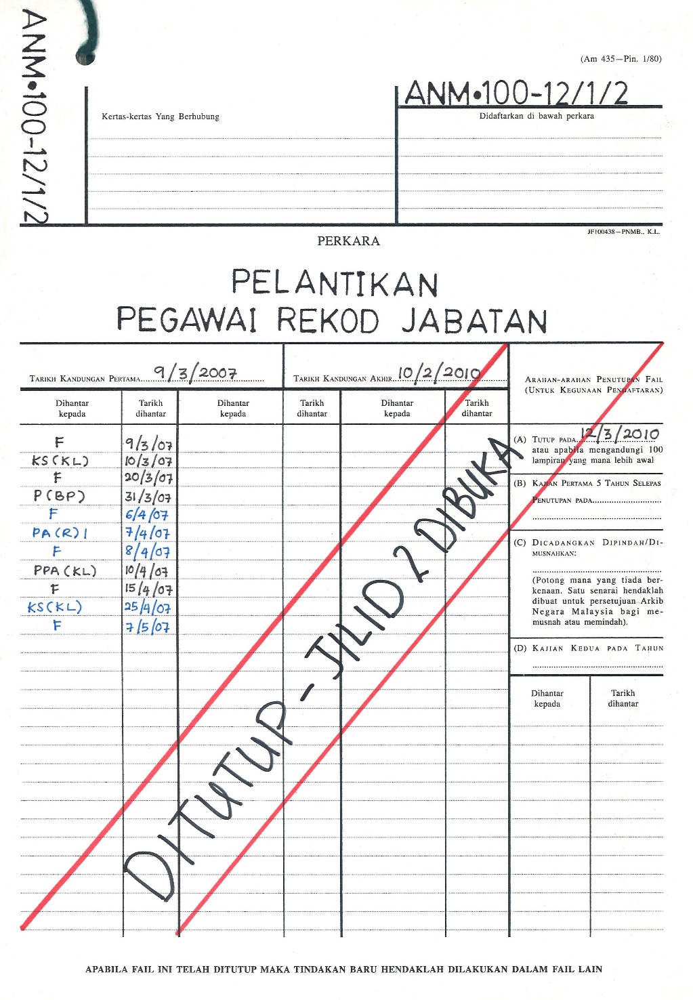 ANM•100-12/1/2
(Am 435—Pin. 1/80)
ANM•100-12/1/2
Kertas-kertas Yang Berhubung
Didaftarkan di bawah perkara
JF100438—PNMB., K.L.
PERKARA
PELANTIKAN
PEGAWAI REKOD JABATAN
TARIKH KANDUNGAN PERTAMA 9/3/2007
TARIKH KANDUNGAN AKHIR 10/2/2010
ARAHAN-ARAHAN PENUTUPAN FAIL
(UNTUK KEGUNAAN PENDAFTARAN)
Dihantar kepada
Tarikh dihantar
Dihantar kepada
Tarikh dihantar
Dihantar kepada
Tarikh dihantar
F 9/3/07
KS(KL) 10/3/07
F 20/3/07
P(BP) 31/3/07
F 6/4/07
PA(R)1 7/4/07
F 8/4/07
PPA(KL) 10/4/07
F 15/4/07
KS(KL) 25/4/07
F 7/5/07
DITUTUP - JILID 2 DIBUKA
(A) TUTUP PADA 12/3/2010
atau apabila mengandungi 100
lampiran yang mana lebih awal
(B) KAJIAN PERTAMA 5 TAHUN SELEPAS
PENUTUPAN PADA
(C) DICADANGKAN DIPINDAH/DI-
MUSNAHKAN:
(Potong mana yang tiada ber-
kenaan. Satu senarai hendaklah
dibuat untuk persetujuan Arkib
Negara Malaysia bagi me-
musnah atau memindah).
(D) KAJIAN KEDUA PADA TAHUN
Dihantar kepada
Tarikh dihantar
APABILA FAIL INI TELAH DITUTUP MAKA TINDAKAN BARU HENDAKLAH DILAKUKAN DALAM FAIL LAIN